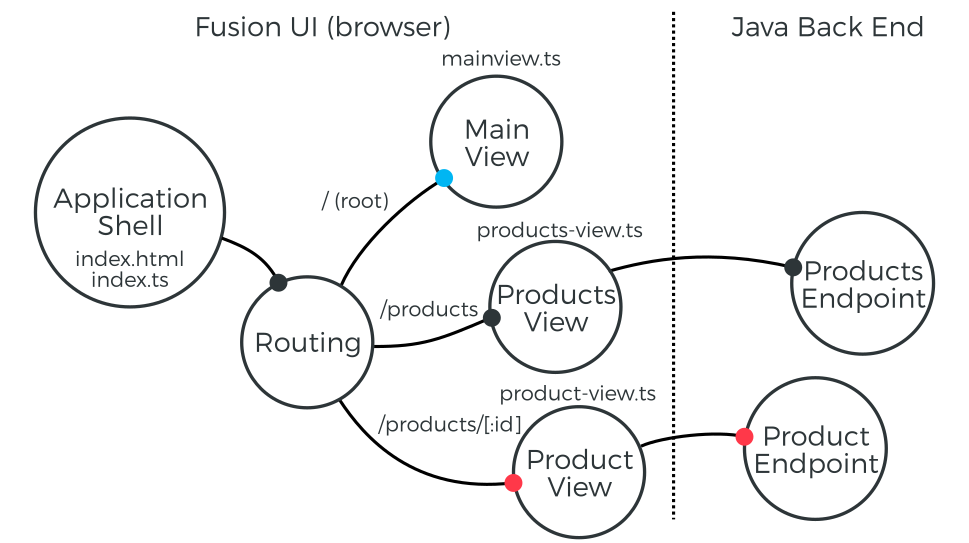 Fusion UI (browser)
Java Back End
mainview.ts
Main
View
Application
Shell
index.html
index.ts
/ (root)
products-view.ts
Products
View
/products
Products
Endpoint
Routing
product-view.ts
/products/[:id]
Product
View
Product
Endpoint